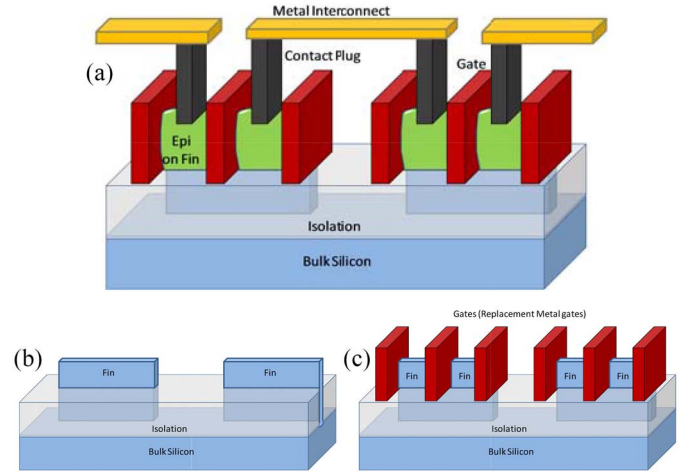 Metal Interconnect
(a)
Contact Plug
Gate
Epi
on Fin
Isolation
Bulk Silicon
(b)
Fin
Fin
Isolation
Bulk Silicon
Gates (Replacement Metal gates)
(c)
Fin
Fin
Fin
Fin
Isolation
Bulk Silicon